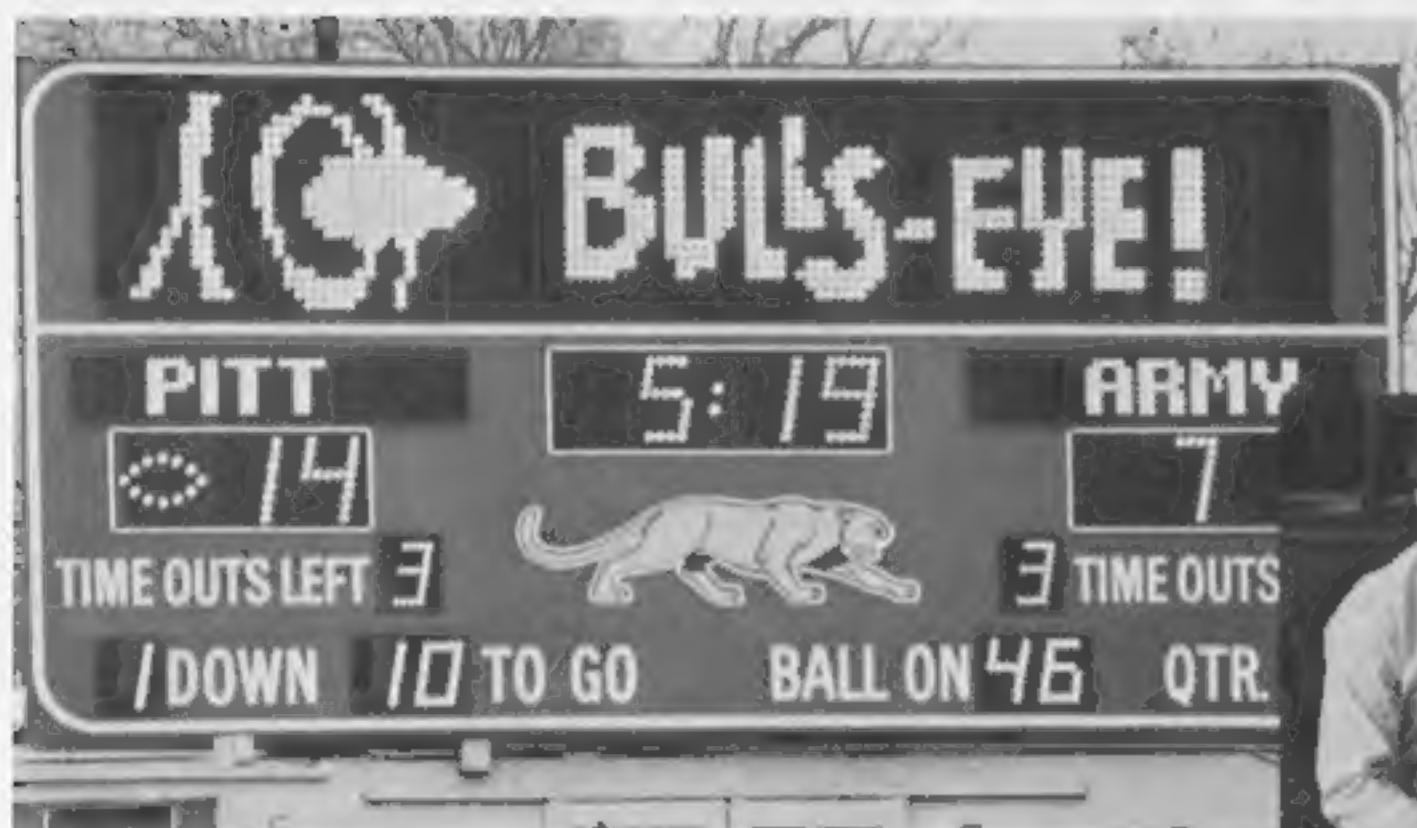 BULL'S-EYE!
PITT 5:19 ARMY
14 7
TIME OUTS LEFT 3 3 TIME OUTS
1 DOWN 10 TO GO BALL ON 46 QTR.